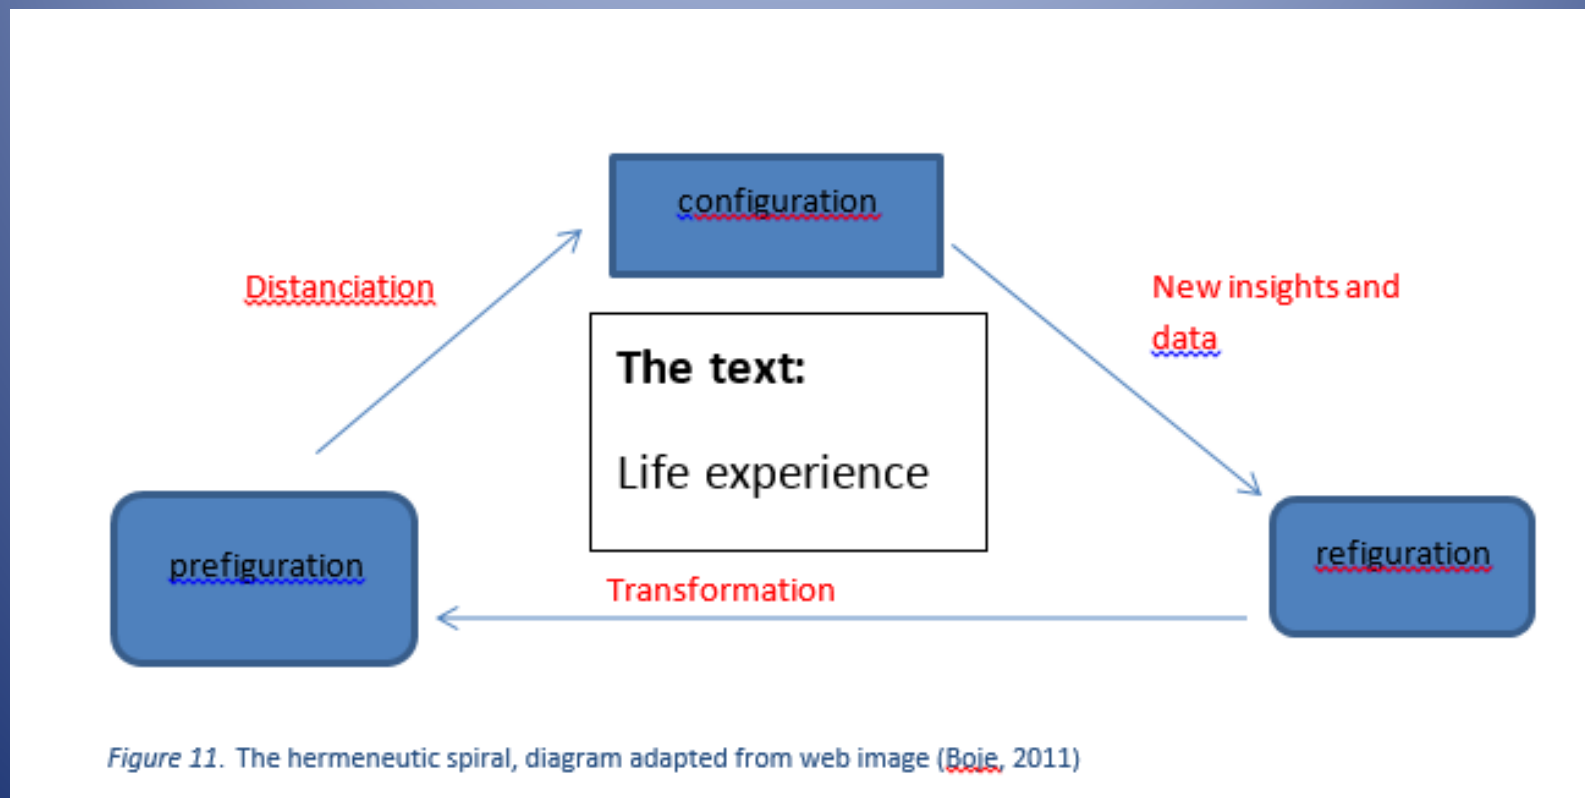 configuration
Distanciation
New insights and
data
The text:
Life experience
prefiguration
refiguration
Transformation
Figure 11. The hermeneutic spiral, diagram adapted from web image (Boje, 2011)